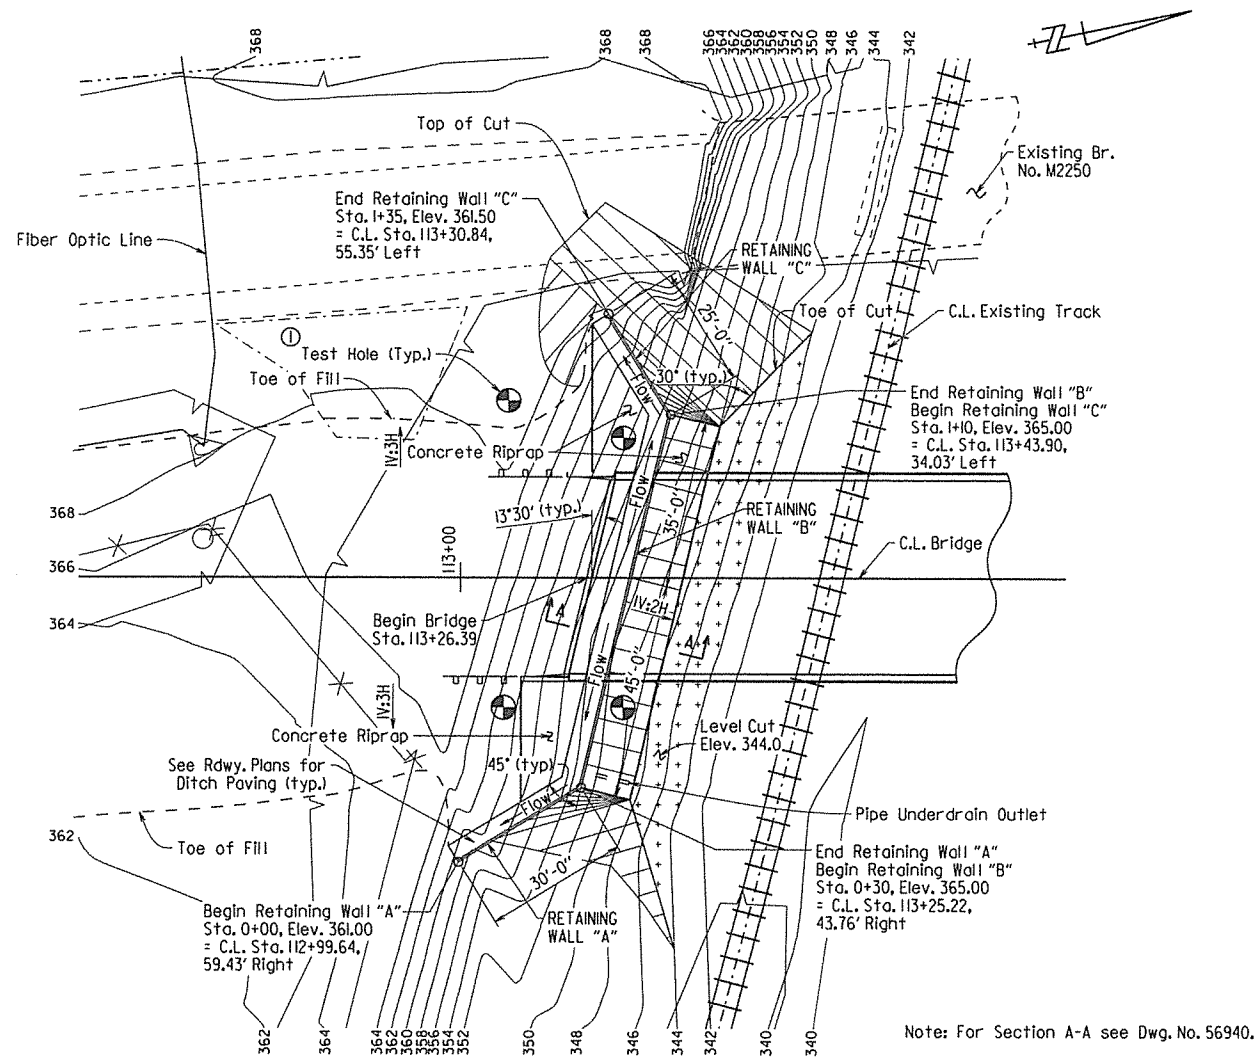 368
368
368
366
364
362
360
358
356
354
352
350
348
346
344
342
N
Top of Cut
Existing Br.
No. M2250
End Retaining Wall "C"
Sta. 1+35, Elev. 361.50
= C.L. Sta. 113+30.84,
55.35' Left
Fiber Optic Line
RETAINING
WALL "C"
25'-0"
Toe of Cut
C.L. Existing Track
1
Test Hole (Typ.)
Toe of Fill
30° (typ.)
Flow
End Retaining Wall "B"
Begin Retaining Wall "C"
Sta. 1+10, Elev. 365.00
= C.L. Sta. 113+43.90,
34.03' Left
1V:3H
Concrete Riprap
Flow
35'-0"
368
13°30' (typ.)
RETAINING
WALL "B"
113+00
C.L. Bridge
366
364
Begin Bridge
Sta. 113+26.39
A
1V:2H
A
Flow
45'-0"
1V:3H
Concrete Riprap
Level Cut
Elev. 344.0
See Rdwy. Plans for
Ditch Paving (typ.)
45° (typ)
Flow
Pipe Underdrain Outlet
362
Toe of Fill
30'-0"
End Retaining Wall "A"
Begin Retaining Wall "B"
Sta. 0+30, Elev. 365.00
= C.L. Sta. 113+25.22,
43.76' Right
Begin Retaining Wall "A"
Sta. 0+00, Elev. 361.00
= C.L. Sta. 112+99.64,
59.43' Right
RETAINING
WALL "A"
362
364
364
362
360
358
356
354
352
350
348
346
344
342
340
340
Note: For Section A-A see Dwg. No. 56940.